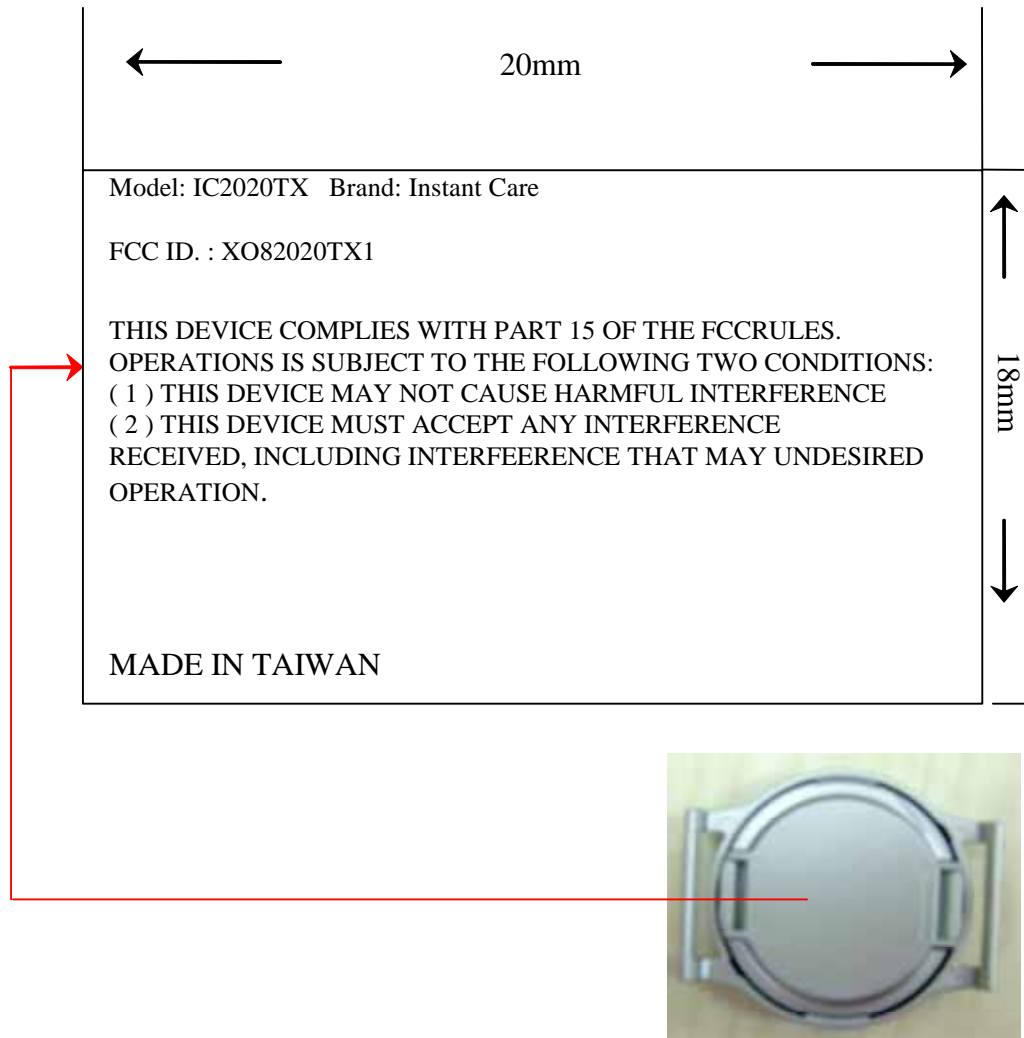 20mm
Model: IC2020TX Brand: Instant Care
FCC ID. : XO82020TX1
THIS DEVICE COMPLIES WITH PART 15 OF THE FCCRULES.
OPERATIONS IS SUBJECT TO THE FOLLOWING TWO CONDITIONS:
( 1 ) THIS DEVICE MAY NOT CAUSE HARMFUL INTERFERENCE
( 2 ) THIS DEVICE MUST ACCEPT ANY INTERFERENCE
RECEIVED, INCLUDING INTERFEERENCE THAT MAY UNDESIRED
OPERATION.
MADE IN TAIWAN
18mm